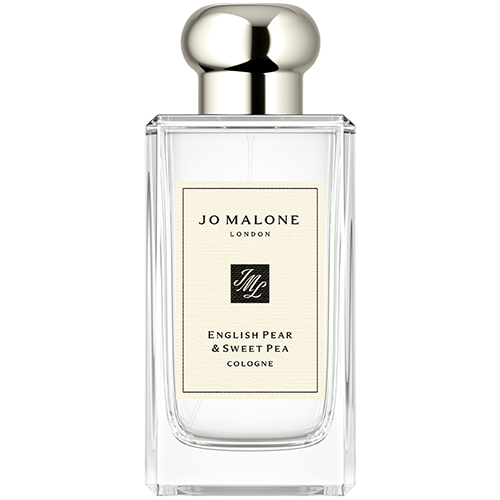 JO MALONE
LONDON
JML
ENGLISH PEAR
& SWEET PEA
COLOGNE